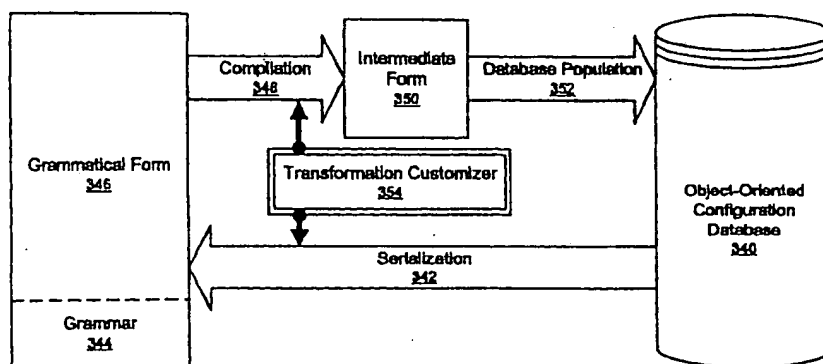 Compilation
348
Intermediate
Form
350
Database Population
352
Grammatical Form
346
Transformation Customizer
354
Object-Oriented
Configuration
Database
340
Serialization
342
Grammar
344